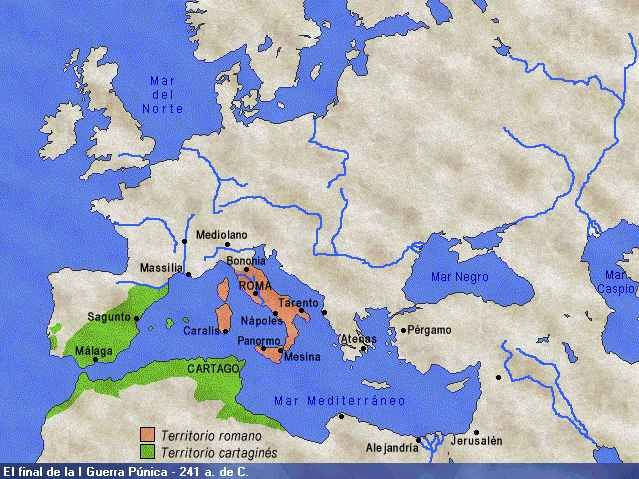 Mar
del
Norte
Mediolano
Massilia
Bononia
ROMA
Mar Negro
Mar
Caspio
Sagunto
Tarento
Nápoles
Caralis
Atenas
Pérgamo
Málaga
Panormo
Mesina
CARTAGO
Mar Mediterráneo
Territorio romano
Territorio cartaginés
Alejandría
Jerusalén
El final de la I Guerra Púnica - 241 a. de C.